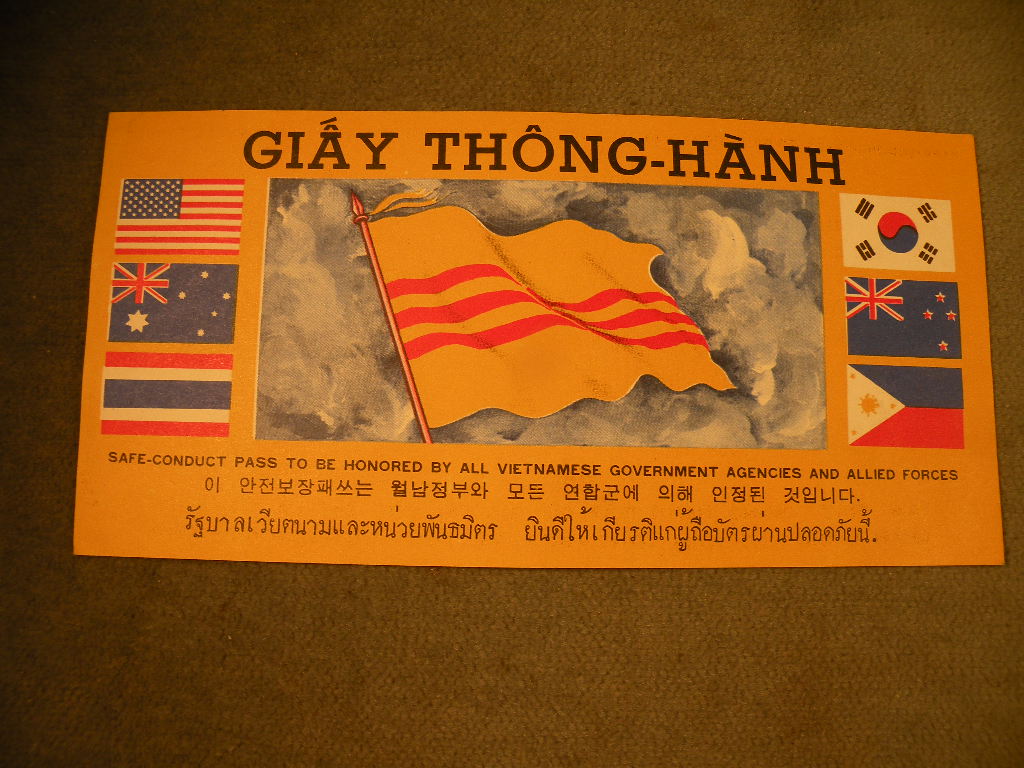 GIẤY THÔNG-HÀNH
SAFE-CONDUCT PASS TO BE HONORED BY ALL VIETNAMESE GOVERNMENT AGENCIES AND ALLIED FORCES
이 안전보장패쓰는 월남정부와 모든 연합군에 의해 인정된 것입니다.
รัฐบาลเวียตนามและหน่วยพันธมิตร ยินดีให้เกียรติแก่ผู้ถือบัตรผ่านปลอดภัยนี้.